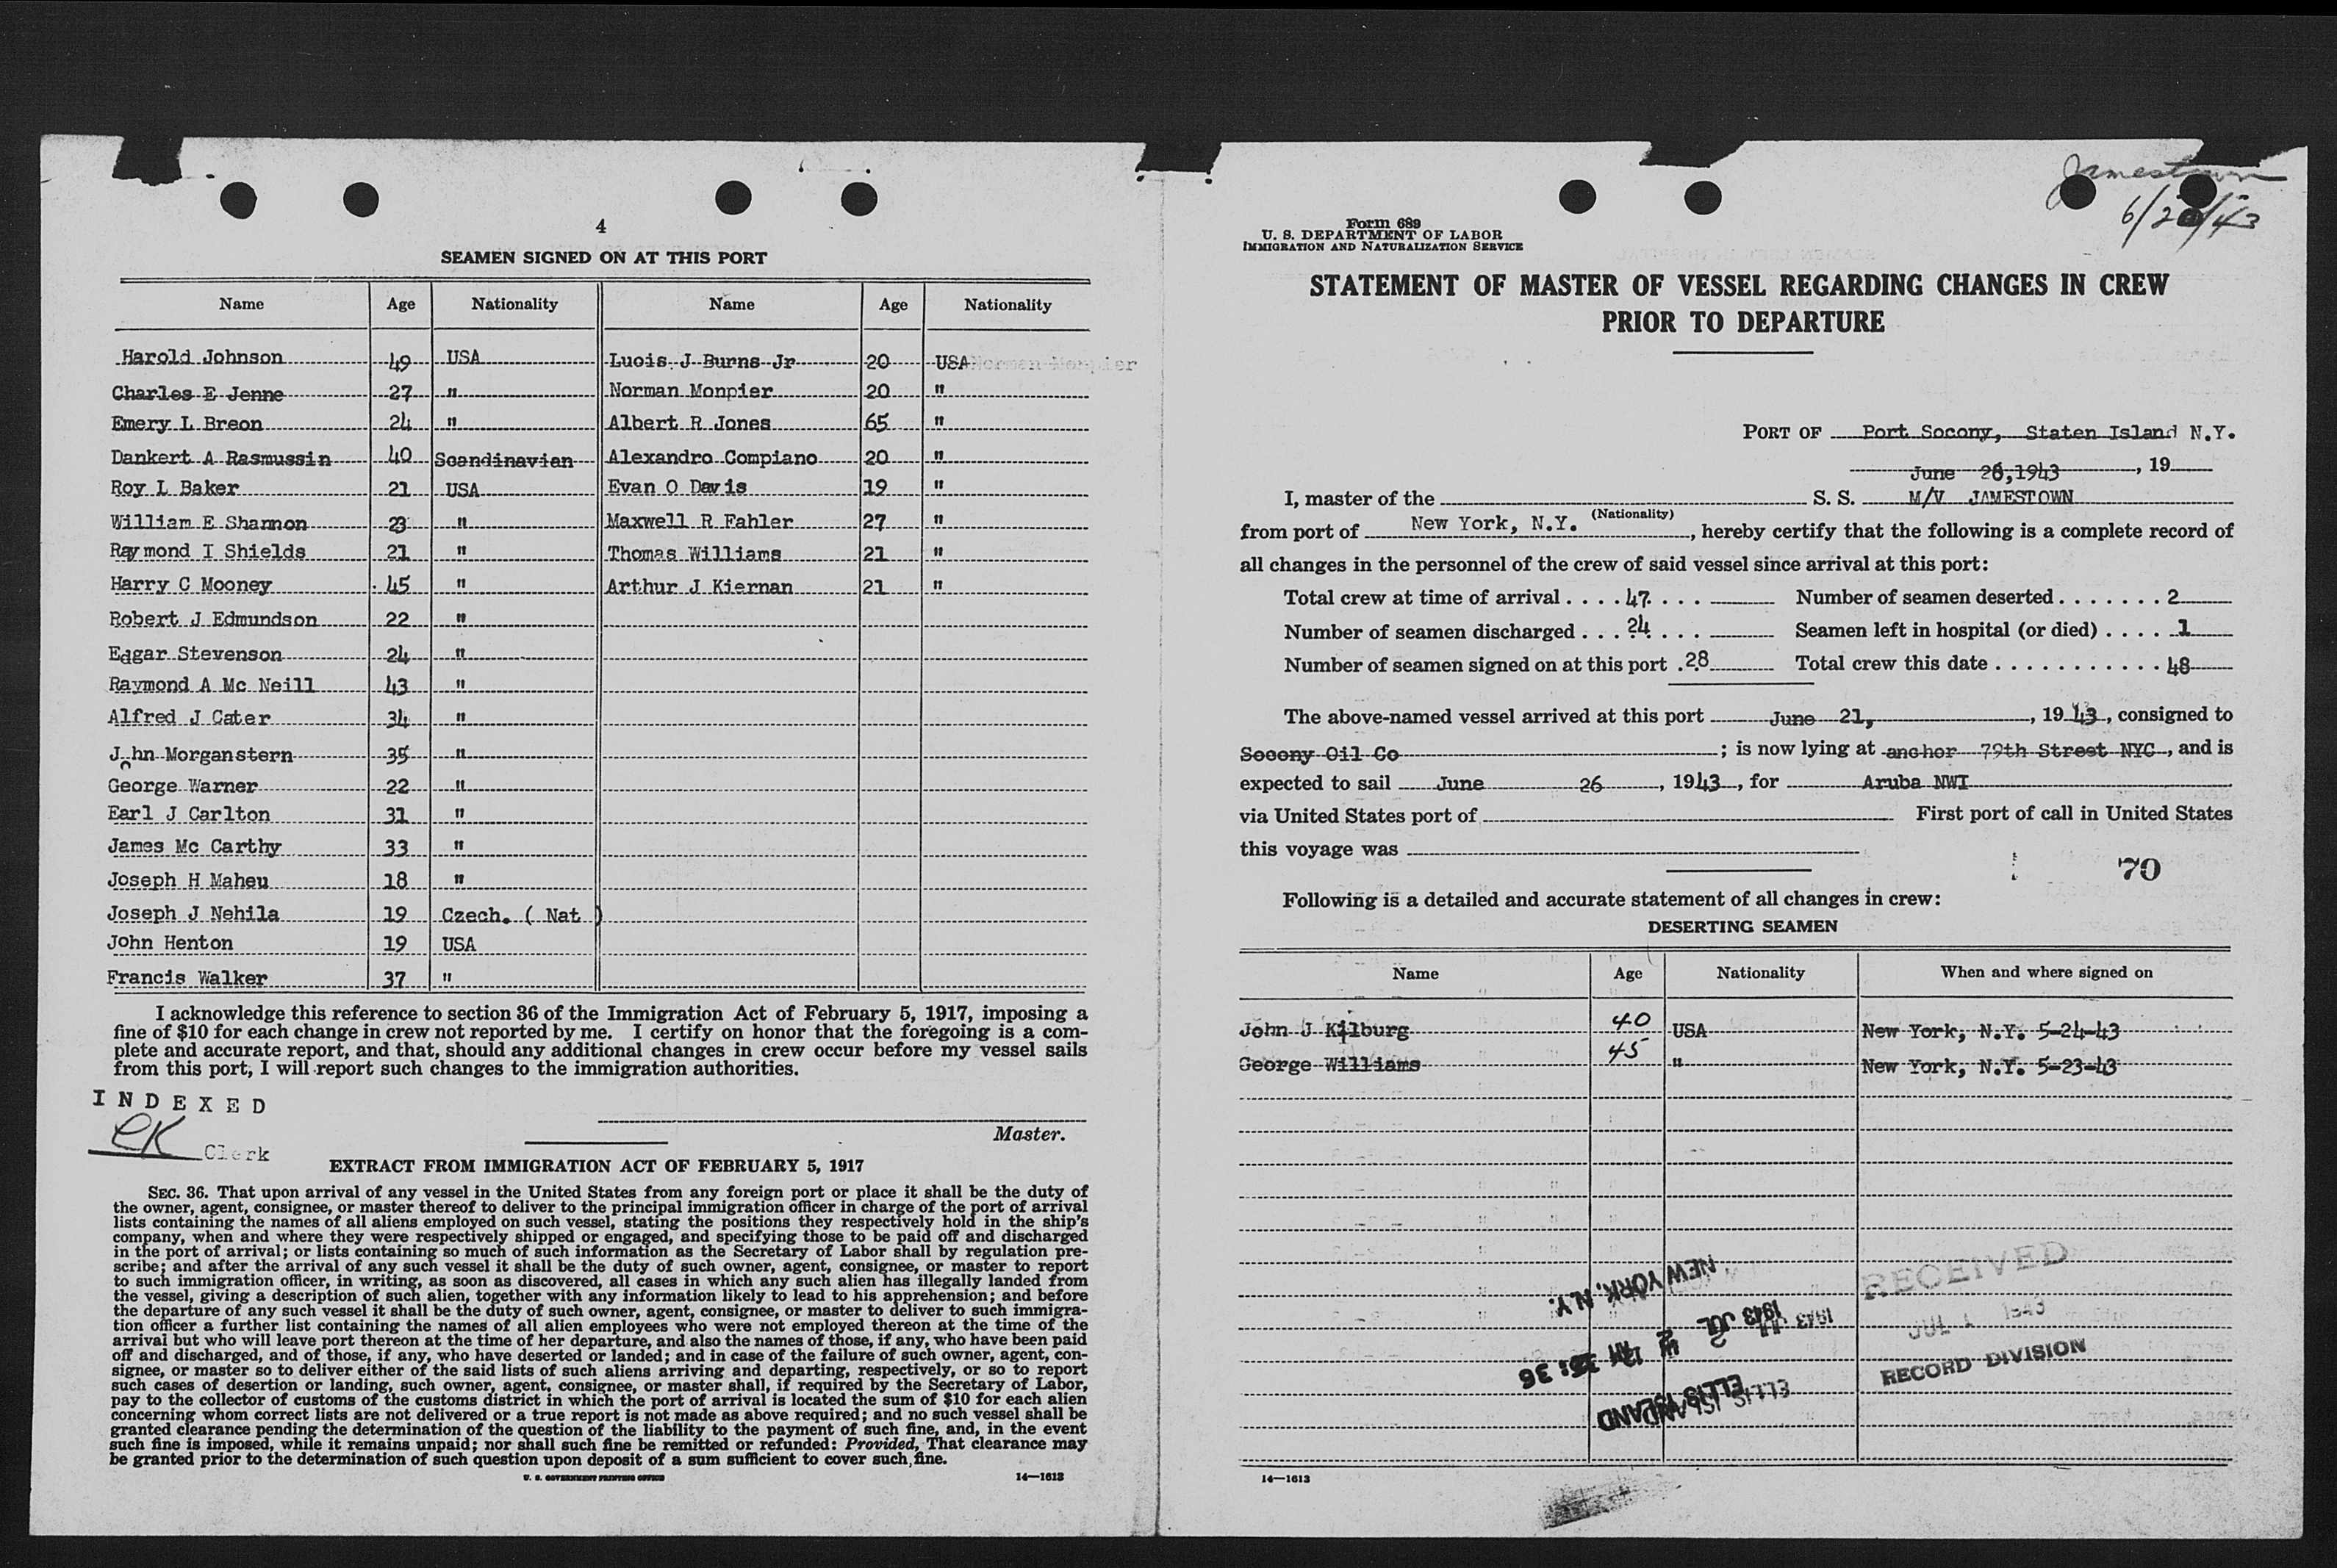 4
SEAMEN SIGNED ON AT THIS PORT
Name Age Nationality Name Age Nationality
Harold Johnson 49 USA Luois J Burns Jr 20 USA Norman Monpier
Charles E Jenne 27 " Norman Monpier 20 "
Emery L Breon 24 " Albert R Jones 65 "
Dankert A Rasmussin 40 Scandinavian Alexandro Compiano 20 "
Roy L Baker 21 USA Evan O Davis 19 "
William E Shannon 23 " Maxwell R Fahler 27 "
Raymond I Shields 21 " Thomas Williams 21 "
Harry C Mooney 45 " Arthur J Kiernan 21 "
Robert J Edmundson 22 "
Edgar Stevenson 24 "
Raymond A Mc Neill 43 "
Alfred J Cater 34 "
John Morganstern 35 "
George Warner 22 "
Earl J Carlton 31 "
James Mc Carthy 33 "
Joseph H Maheu 18 "
Joseph J Nehila 19 Czech. ( Nat )
John Henton 19 USA
Francis Walker 37 "
I acknowledge this reference to section 36 of the Immigration Act of February 5, 1917, imposing a
fine of $10 for each change in crew not reported by me. I certify on honor that the foregoing is a com-
plete and accurate report, and that, should any additional changes in crew occur before my vessel sails
from this port, I will report such changes to the immigration authorities.
INDEXED
CK Clerk
Master.
EXTRACT FROM IMMIGRATION ACT OF FEBRUARY 5, 1917
SEC. 36. That upon arrival of any vessel in the United States from any foreign port or place it shall be the duty of
the owner, agent, consignee, or master thereof to deliver to the principal immigration officer in charge of the port of arrival
lists containing the names of all aliens employed on such vessel, stating the positions they respectively hold in the ship's
company, when and where they were respectively shipped or engaged, and specifying those to be paid off and discharged
in the port of arrival; or lists containing so much of such information as the Secretary of Labor shall by regulation pre-
scribe; and after the arrival of any such vessel it shall be the duty of such owner, agent, consignee, or master to report
to such immigration officer, in writing, as soon as discovered, all cases in which any such alien has illegally landed from
the vessel, giving a description of such alien, together with any information likely to lead to his apprehension; and before
the departure of any such vessel it shall be the duty of such owner, agent, consignee, or master to deliver to such immigra-
tion officer a further list containing the names of all alien employees who were not employed thereon at the time of the
arrival but who will leave port thereon at the time of her departure, and also the names of those, if any, who have been paid
off and discharged, and of those, if any, who have deserted or landed; and in case of the failure of such owner, agent, con-
signee, or master so to deliver either of the said lists of such aliens arriving and departing, respectively, or so to report
such cases of desertion or landing, such owner, agent, consignee, or master shall, if required by the Secretary of Labor,
pay to the collector of customs of the customs district in which the port of arrival is located the sum of $10 for each alien
concerning whom correct lists are not delivered or a true report is not made as above required; and no such vessel shall be
granted clearance pending the determination of the question of the liability to the payment of such fine, and, in the event
such fine is imposed, while it remains unpaid; nor shall such fine be remitted or refunded: Provided, That clearance may
be granted prior to the determination of such question upon deposit of a sum sufficient to cover such fine.
U. S. GOVERNMENT PRINTING OFFICE 14—1613
Jamestown
6/26/43
Form 689
U. S. DEPARTMENT OF LABOR
IMMIGRATION AND NATURALIZATION SERVICE
STATEMENT OF MASTER OF VESSEL REGARDING CHANGES IN CREW
PRIOR TO DEPARTURE
PORT OF Port Socony, Staten Island N.Y.
June 26,1943, 19
I, master of the S. S. M/V JAMESTOWN
(Nationality)
from port of New York, N.Y., hereby certify that the following is a complete record of
all changes in the personnel of the crew of said vessel since arrival at this port:
Total crew at time of arrival .... 47 .... Number of seamen deserted ....... 2
Number of seamen discharged .... 24 .... Seamen left in hospital (or died) .... 1
Number of seamen signed on at this port . 28 Total crew this date ........... 48
The above-named vessel arrived at this port June 21, , 1943, consigned to
Socony Oil Co ; is now lying at anchor 79th Street NYC, and is
expected to sail June 26, 1943, for Aruba NWI
via United States port of First port of call in United States
this voyage was
70
Following is a detailed and accurate statement of all changes in crew:
DESERTING SEAMEN
Name Age Nationality When and where signed on
John J Kilburg 40 USA New York, N.Y. 5-24-43
George Williams 45 " New York, N.Y. 5-23-43
NEW YORK, N.Y.
1943 JUL 2
ELLIS ISLAND
RECEIVED
JUL 1 1943
RECORD DIVISION
14—1613